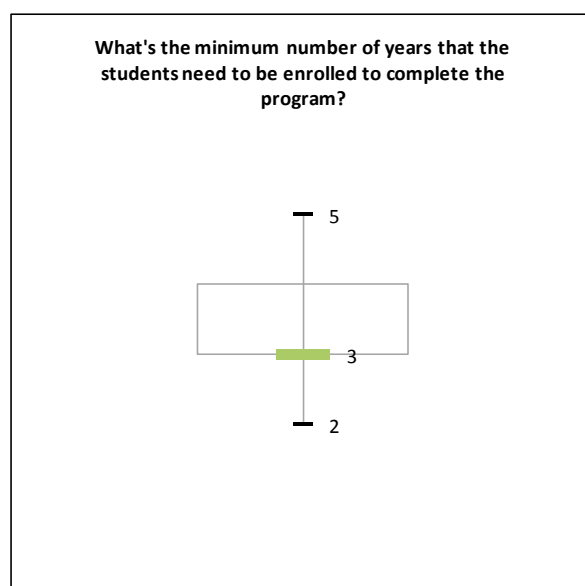 What's the minimum number of years that the
students need to be enrolled to complete the
program?
5
3
2